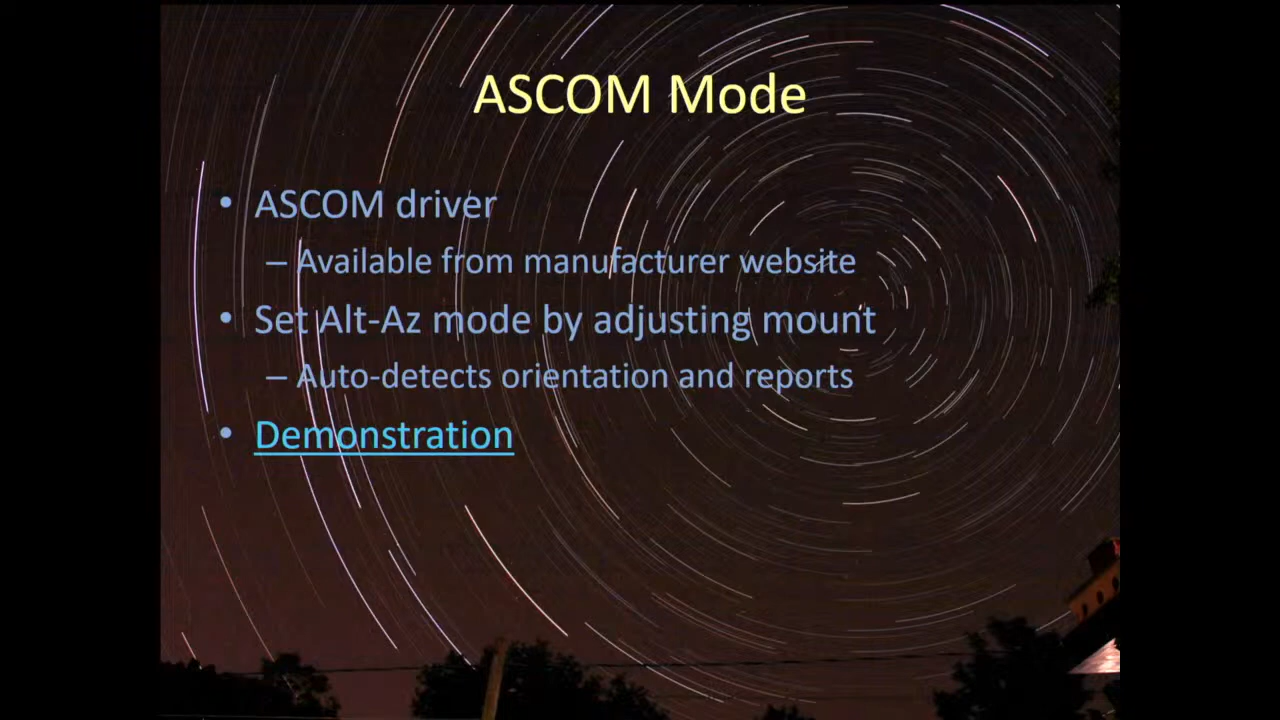 ASCOM Mode
• ASCOM driver
– Available from manufacturer website
• Set Alt-Az mode by adjusting mount
– Auto-detects orientation and reports
• Demonstration